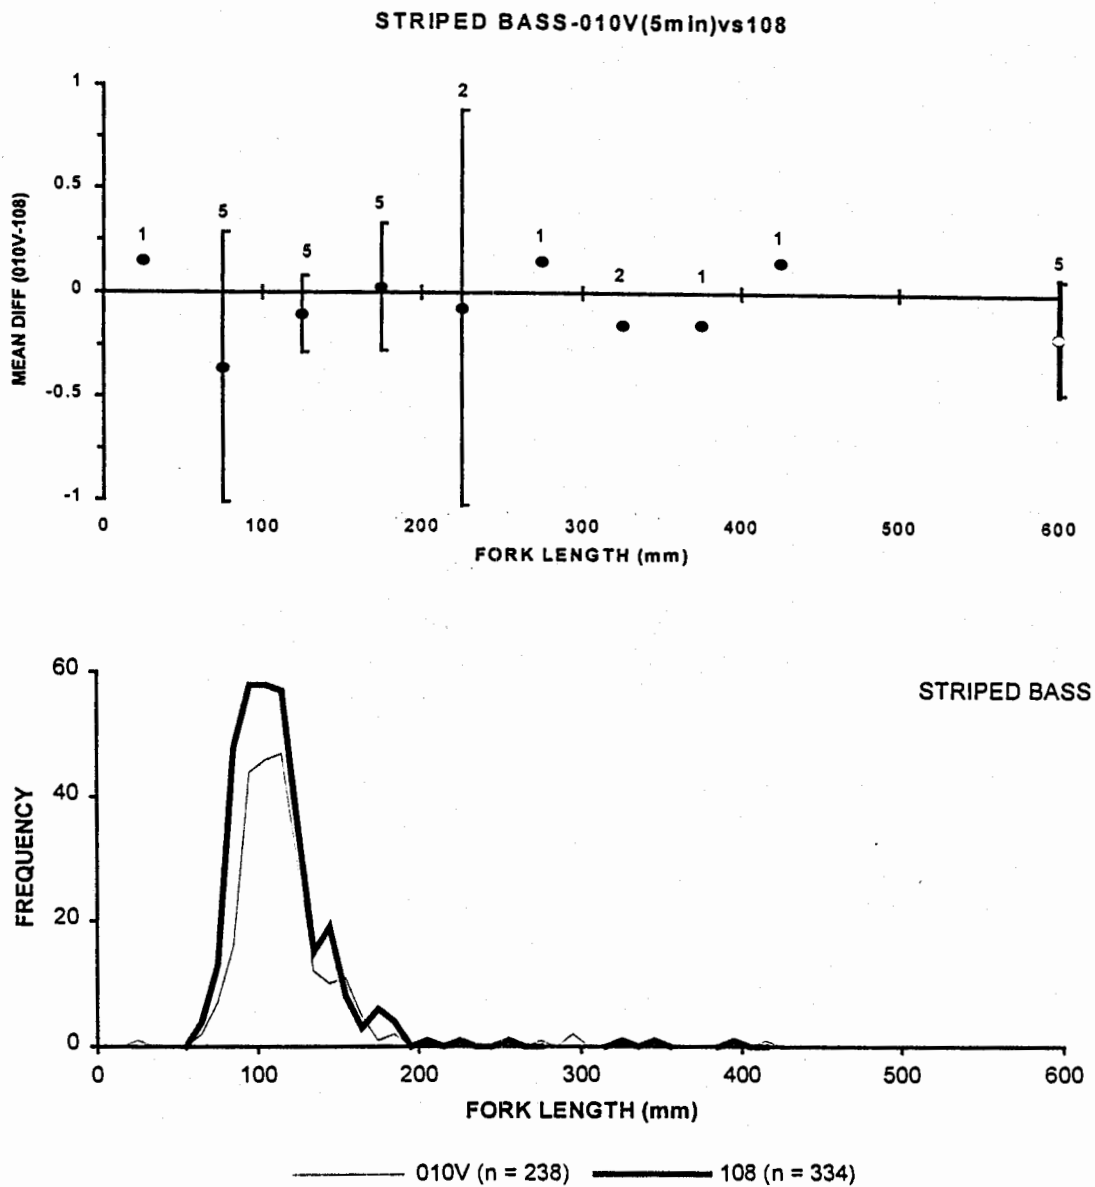 STRIPED BASS-010V(5min)vs108
MEAN DIFF (010V-108)
1
0.5
0
-0.5
-1
1
5
5
5
2
1
2
1
1
5
0 100 200 300 400 500 600
FORK LENGTH (mm)
STRIPED BASS
FREQUENCY
60
40
20
0
0 100 200 300 400 500 600
FORK LENGTH (mm)
010V (n = 238) 108 (n = 334)